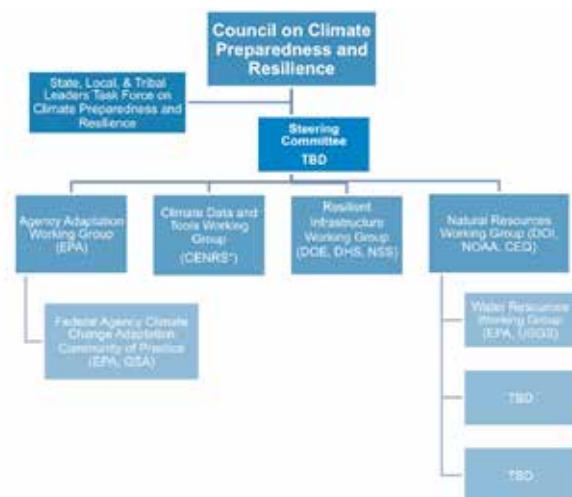 Council on Climate
Preparedness and
Resilience
State, Local, & Tribal
Leaders Task Force on
Climate Preparedness and
Resilience
Steering
Committee
TBD
Agency Adaptation
Working Group
(EPA)
Climate Data and
Tools Working
Group
(CENRS*)
Resilient
Infrastructure
Working Group
(DOE, DHS, NSS)
Natural Resources
Working Group (DOI,
NOAA, CEQ)
Federal Agency Climate
Change Adaptation
Community of Practice
(EPA, GSA)
Water Resources
Working Group
(EPA, USGS)
TBD
TBD